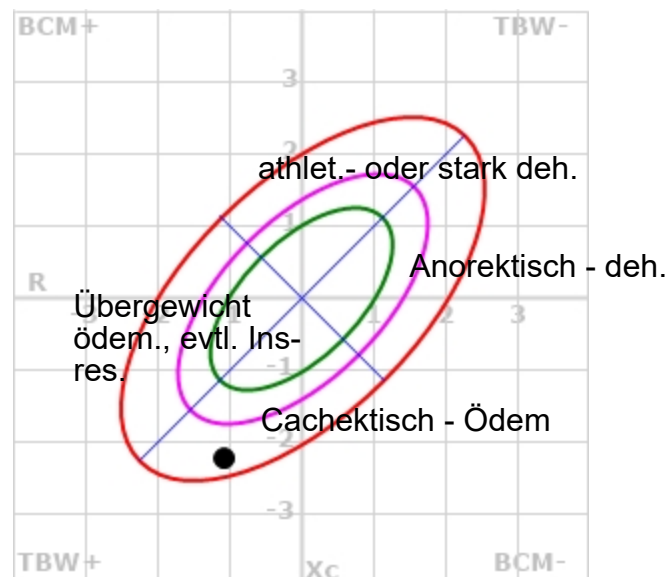 BCM+ TBW-
3
2
athlet.- oder stark deh.
1
Anorektisch - deh.
R
Übergewicht
1 2 3
ödem., evtl. Ins-
-1
res.
Cachektisch - Ödem
-2
-3
TBW+ Xc BCM-